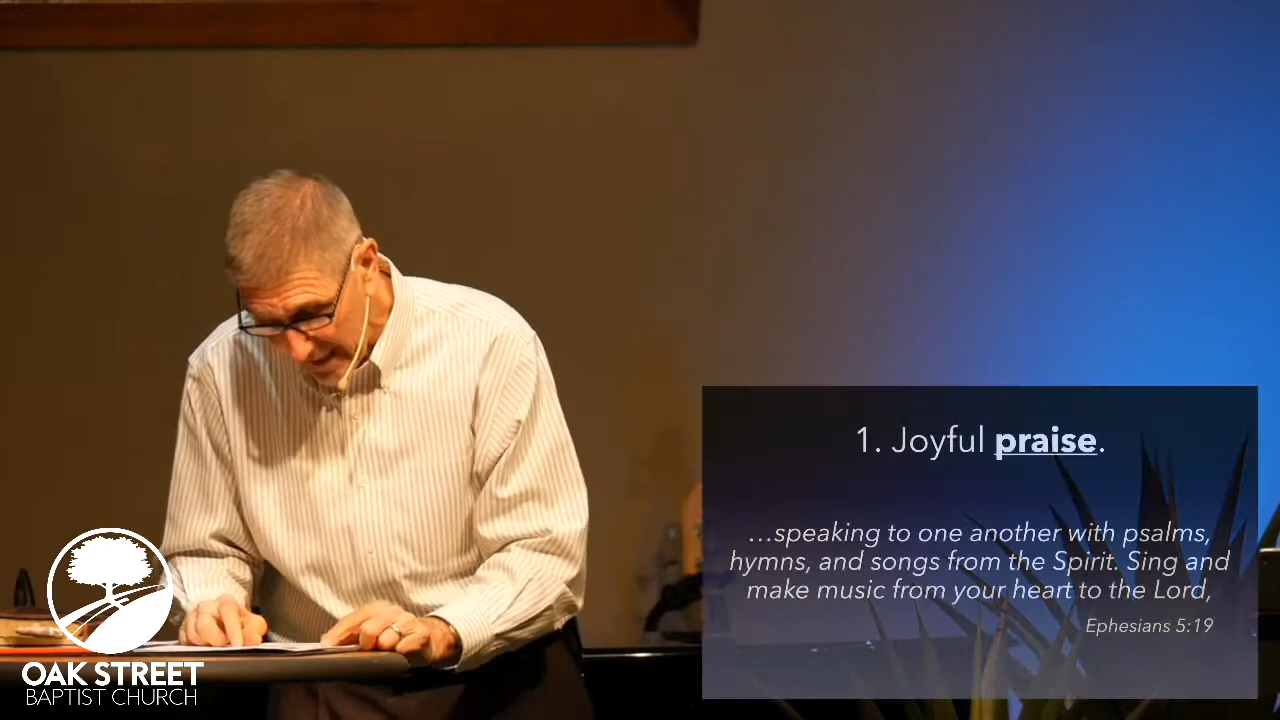 1. Joyful praise.
…speaking to one another with psalms,
hymns, and songs from the Spirit. Sing and
make music from your heart to the Lord,
Ephesians 5:19
OAK STREET
BAPTIST CHURCH